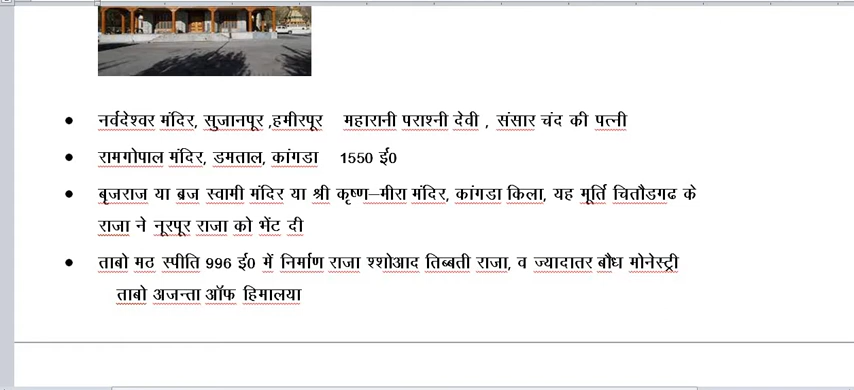 • नर्वदेश्वर मंदिर, सुजानपूर ,हमीरपूर महारानी पराश्नी देवी , संसार चंद की पत्नी
• रामगोपाल मंदिर, डमताल, कांगडा 1550 ई0
• बृजराज या ब्रज स्वामी मंदिर या श्री कृष्ण–मीरा मंदिर, कांगडा किला, यह मूर्ति चितौडगढ के
राजा ने नूरपूर राजा को भेंट दी
• ताबो मठ स्पीति 996 ई0 में निर्माण राजा श्शोआद तिब्बती राजा, व ज्यादातर बौध मोनेस्ट्री
ताबो अजन्ता ऑफ हिमालया